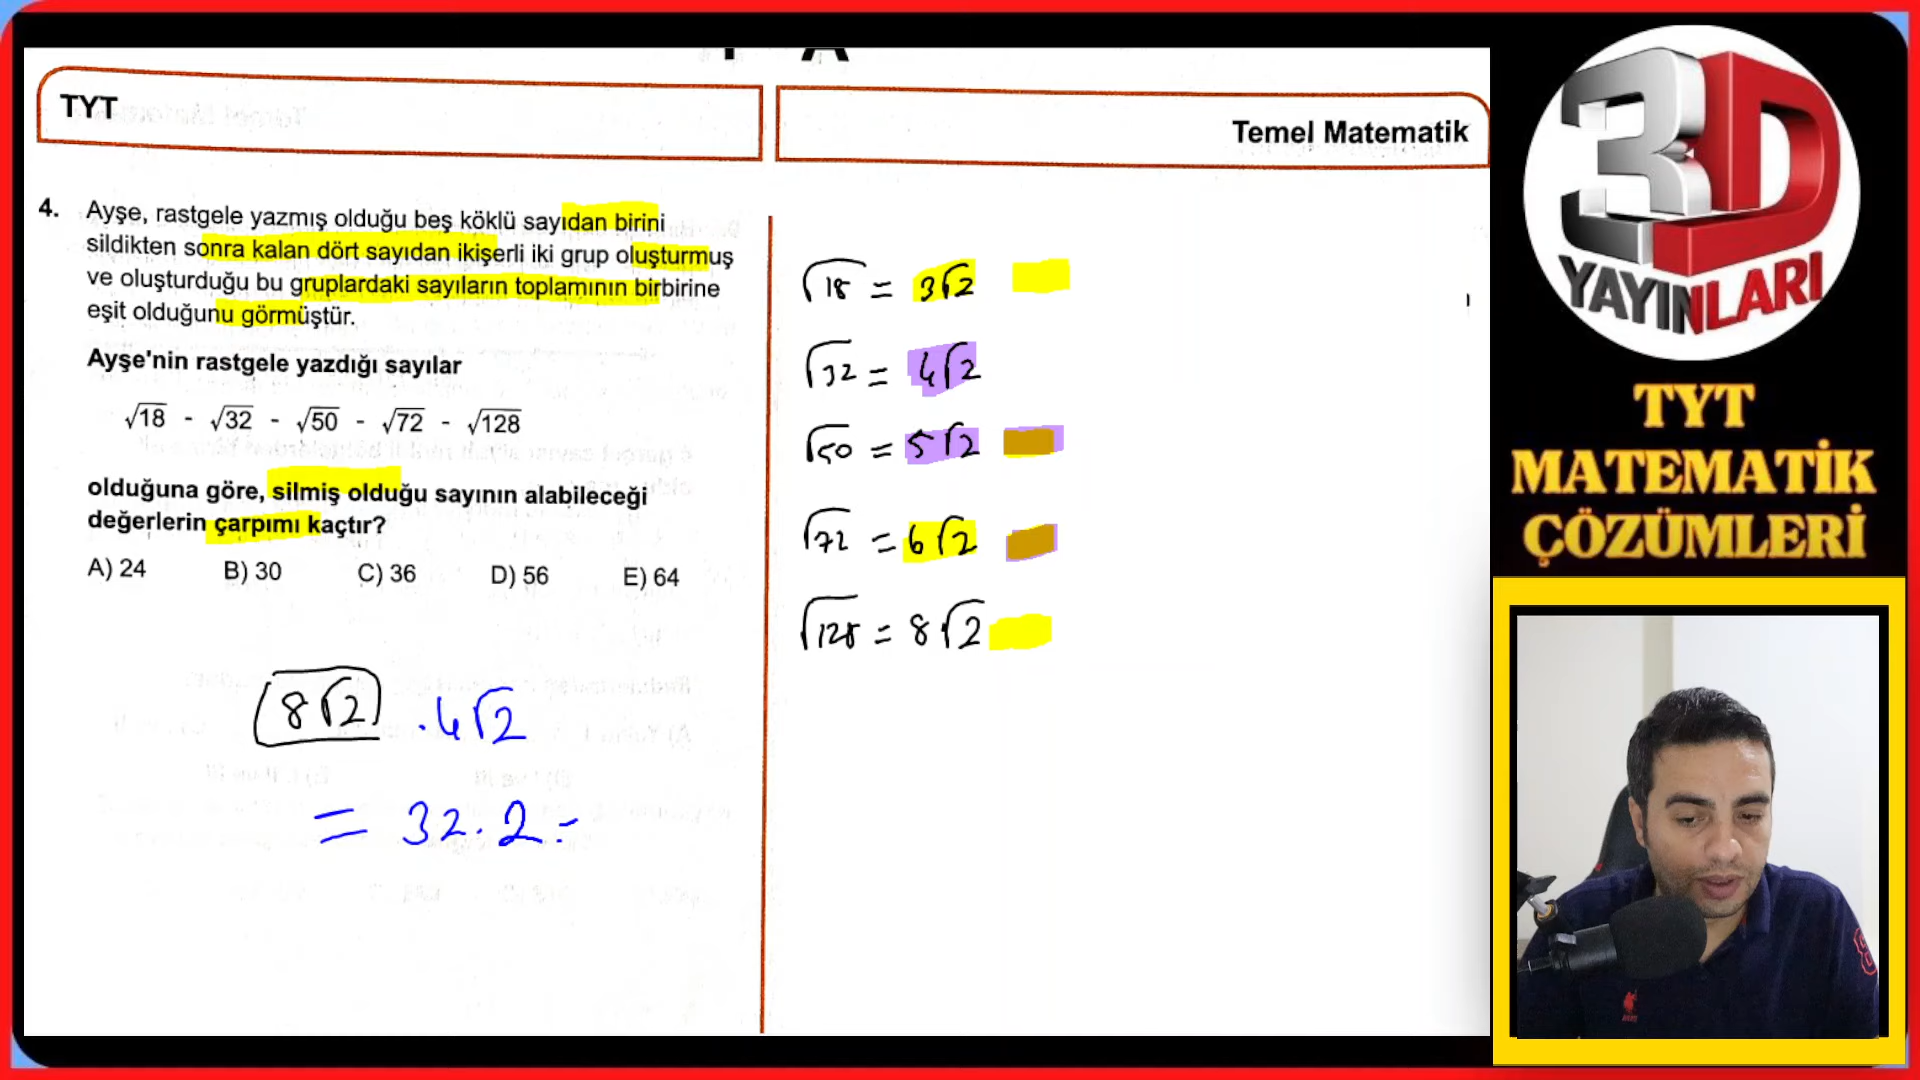 TYT
Temel Matematik
4. Ayşe, rastgele yazmış olduğu beş köklü sayıdan birini
sildikten sonra kalan dört sayıdan ikişerli iki grup oluşturmuş
ve oluşturduğu bu gruplardaki sayıların toplamının birbirine
eşit olduğunu görmüştür.
Ayşe'nin rastgele yazdığı sayılar
√18 - √32 - √50 - √72 - √128
olduğuna göre, silmiş olduğu sayının alabileceği
değerlerin çarpımı kaçtır?
A) 24 B) 30 C) 36 D) 56 E) 64
8√2 . 4√2
= 32 . 2 =
√18 = 3√2
√32 = 4√2
√50 = 5√2
√72 = 6√2
√128 = 8√2
3D
YAYINLARI
TYT
MATEMATİK
ÇÖZÜMLERİ